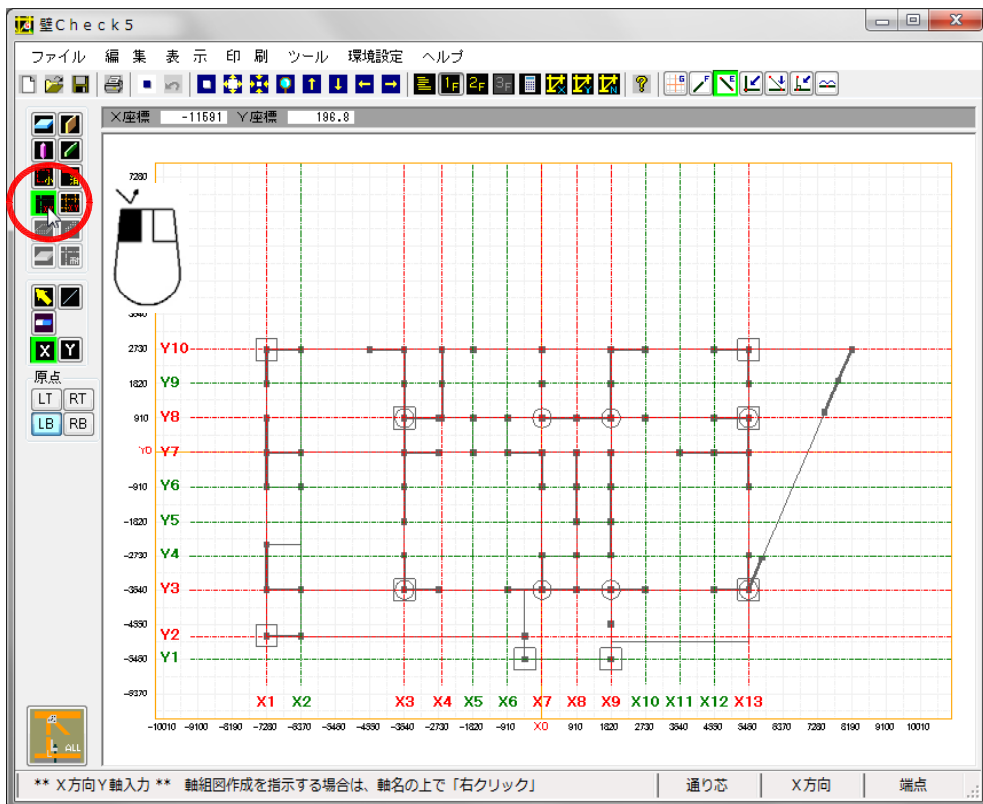 壁Check5
ファイル 編 集 表 示 印 刷 ツール 環境設定 ヘルプ
1F 2F 3F X Y G F E
X座標 -11591 Y座標 196.8
小
X Y
原点
LT RT
LB RB
ALL
7280
2730 Y10
1820 Y9
910 Y8
Y0 Y7
-910 Y6
-1820 Y5
-2730 Y4
-3640 Y3
-4550 Y2
-5460 Y1
-6370
X1 X2 X3 X4 X5 X6 X7 X8 X9 X10 X11 X12 X13
-10010 -9100 -8190 -7280 -6370 -5460 -4550 -3640 -2730 -1820 -910 X0 910 1820 2730 3640 4550 5460 6370 7280 8190 9100 10010
** X方向Y軸入力 ** 軸組図作成を指示する場合は、軸名の上で「右クリック」 通り芯 X方向 端点